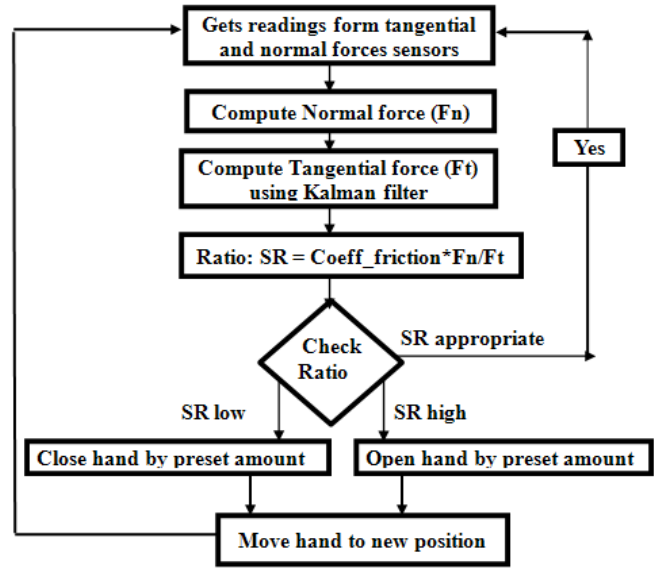 Gets readings form tangential
and normal forces sensors
Compute Normal force (Fn)
Yes
Compute Tangential force (Ft)
using Kalman filter
Ratio: SR = Coeff_friction*Fn/Ft
Check
Ratio
SR appropriate
SR low
SR high
Close hand by preset amount
Open hand by preset amount
Move hand to new position